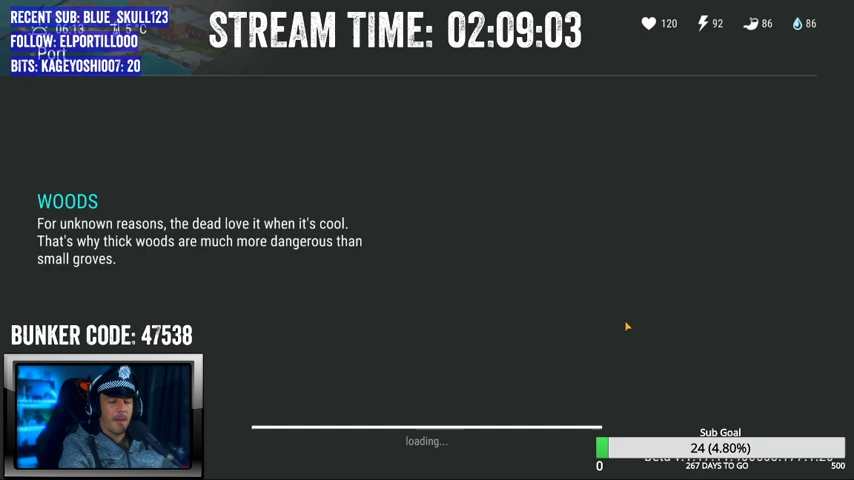 RECENT SUB: BLUE_SKULL123
FOLLOW: ELPORTILLOOO
BITS: KAGEYOSHI007: 20
Port
STREAM TIME: 02:09:03
120
92
86
86
WOODS
For unknown reasons, the dead love it when it's cool.
That's why thick woods are much more dangerous than
small groves.
BUNKER CODE: 47538
loading...
Sub Goal
24 (4.80%)
0
267 DAYS TO GO
500